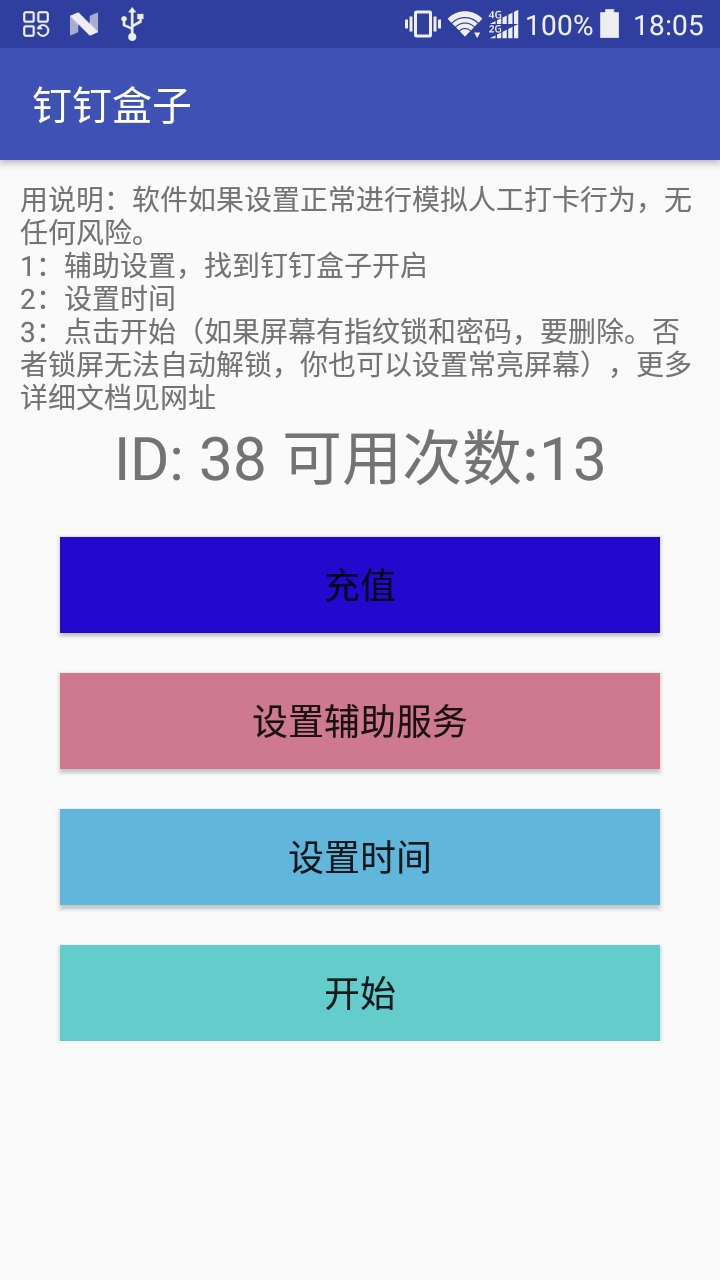 4G 2G 100% 18:05
钉钉盒子
用说明：软件如果设置正常进行模拟人工打卡行为，无
任何风险。
1：辅助设置，找到钉钉盒子开启
2：设置时间
3：点击开始（如果屏幕有指纹锁和密码，要删除。否
者锁屏无法自动解锁，你也可以设置常亮屏幕），更多
详细文档见网址
ID: 38 可用次数:13
充值
设置辅助服务
设置时间
开始